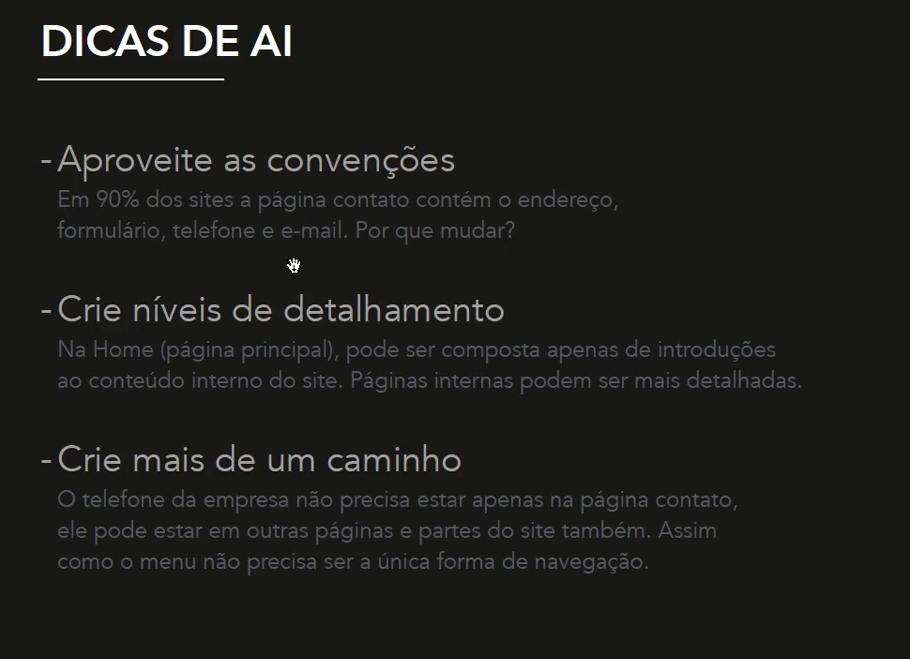 DICAS DE AI
- Aproveite as convenções
Em 90% dos sites a página contato contém o endereço,
formulário, telefone e e-mail. Por que mudar?
- Crie níveis de detalhamento
Na Home (página principal), pode ser composta apenas de introduções
ao conteúdo interno do site. Páginas internas podem ser mais detalhadas.
- Crie mais de um caminho
O telefone da empresa não precisa estar apenas na página contato,
ele pode estar em outras páginas e partes do site também. Assim
como o menu não precisa ser a única forma de navegação.